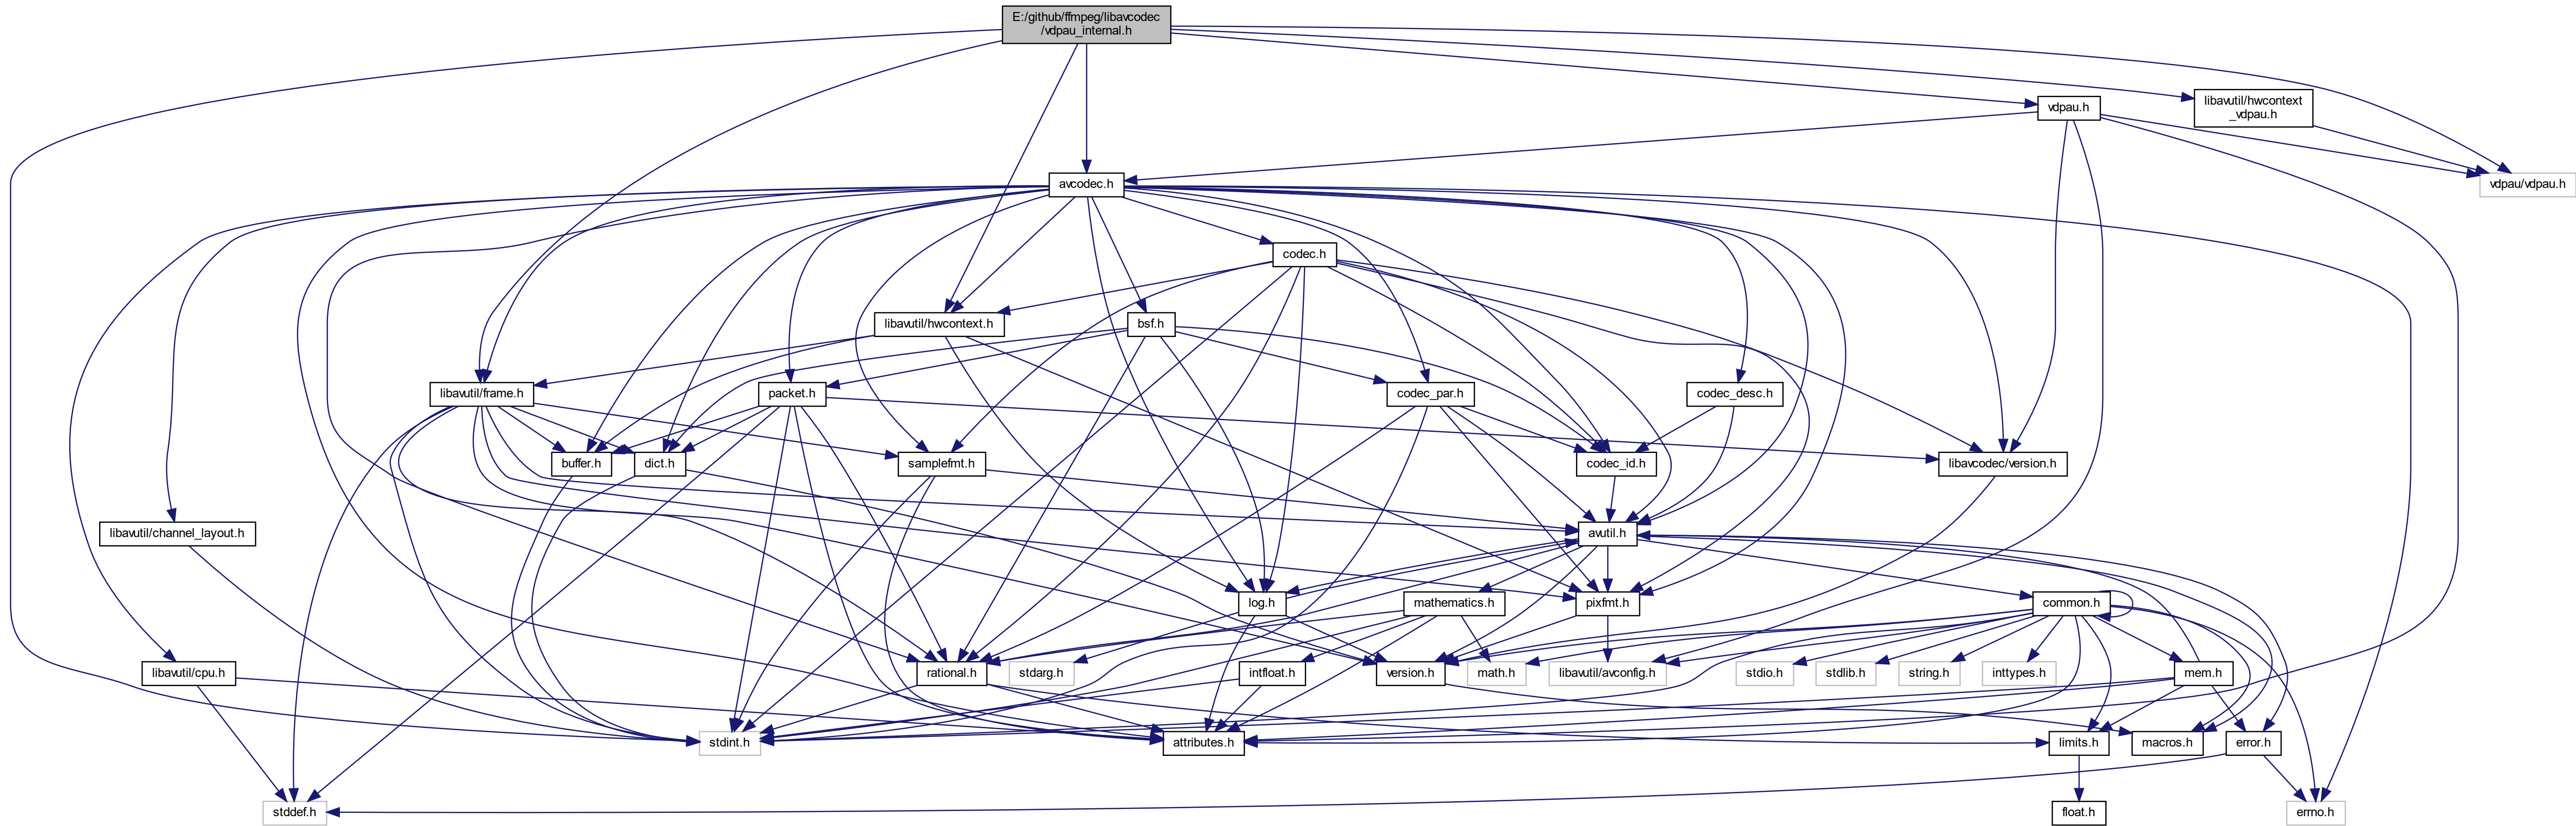 E:/github/ffmpeg/libavcodec
/vdpau_internal.h
vdpau.h
libavutil/hwcontext
_vdpau.h
avcodec.h
vdpau/vdpau.h
codec.h
libavutil/hwcontext.h
bsf.h
libavutil/frame.h
packet.h
codec_par.h
codec_desc.h
buffer.h
dict.h
samplefmt.h
codec_id.h
libavcodec/version.h
libavutil/channel_layout.h
avutil.h
log.h
mathematics.h
pixfmt.h
common.h
libavutil/cpu.h
rational.h
stdarg.h
intfloat.h
version.h
math.h
libavutil/avconfig.h
stdio.h
stdlib.h
string.h
inttypes.h
mem.h
stdint.h
attributes.h
limits.h
macros.h
error.h
stddef.h
float.h
errno.h